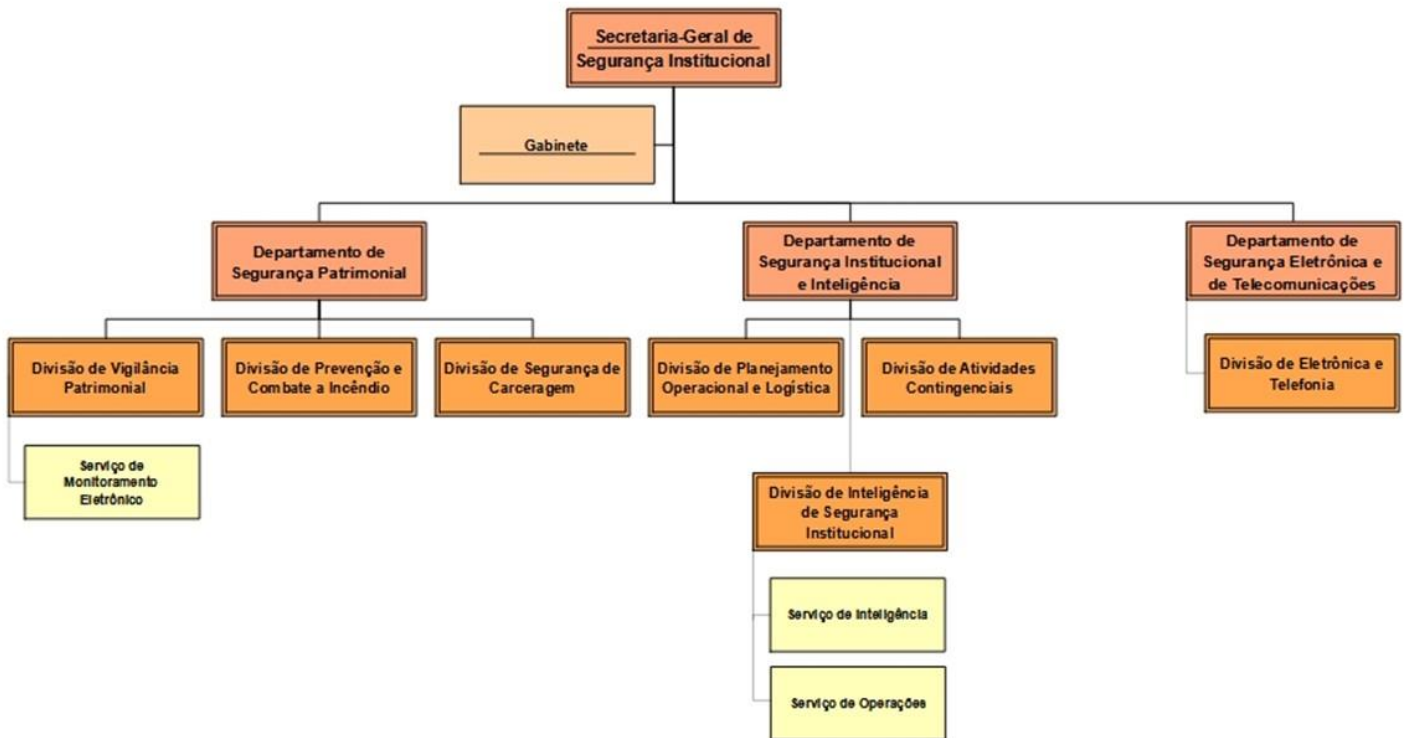 Secretaria-Geral de
Segurança Institucional
Gabinete
Departamento de
Segurança Patrimonial
Departamento de
Segurança Institucional
e Inteligência
Departamento de
Segurança Eletrônica e
de Telecomunicações
Divisão de Vigilância
Patrimonial
Divisão de Prevenção e
Combate a Incêndio
Divisão de Segurança de
Carceragem
Divisão de Planejamento
Operacional e Logística
Divisão de Atividades
Contingenciais
Divisão de Eletrônica e
Telefonia
Serviço de
Monitoramento
Eletrônico
Divisão de Inteligência
de Segurança
Institucional
Serviço de Inteligência
Serviço de Operações